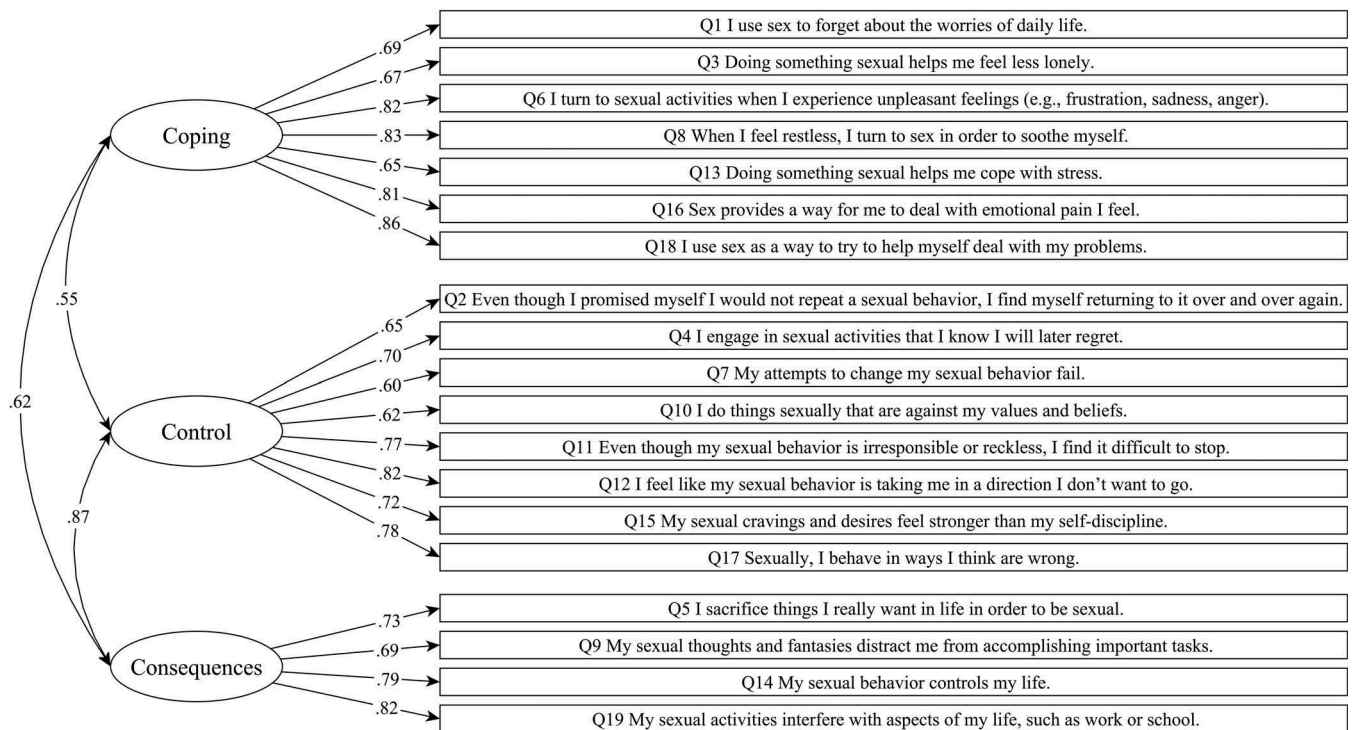 Coping
.69 Q1 I use sex to forget about the worries of daily life.
.67 Q3 Doing something sexual helps me feel less lonely.
.82 Q6 I turn to sexual activities when I experience unpleasant feelings (e.g., frustration, sadness, anger).
.83 Q8 When I feel restless, I turn to sex in order to soothe myself.
.65 Q13 Doing something sexual helps me cope with stress.
.81 Q16 Sex provides a way for me to deal with emotional pain I feel.
.86 Q18 I use sex as a way to try to help myself deal with my problems.
.55
.62
.87
Control
.65 Q2 Even though I promised myself I would not repeat a sexual behavior, I find myself returning to it over and over again.
.70 Q4 I engage in sexual activities that I know I will later regret.
.60 Q7 My attempts to change my sexual behavior fail.
.62 Q10 I do things sexually that are against my values and beliefs.
.77 Q11 Even though my sexual behavior is irresponsible or reckless, I find it difficult to stop.
.82 Q12 I feel like my sexual behavior is taking me in a direction I don’t want to go.
.72 Q15 My sexual cravings and desires feel stronger than my self-discipline.
.78 Q17 Sexually, I behave in ways I think are wrong.
Consequences
.73 Q5 I sacrifice things I really want in life in order to be sexual.
.69 Q9 My sexual thoughts and fantasies distract me from accomplishing important tasks.
.79 Q14 My sexual behavior controls my life.
.82 Q19 My sexual activities interfere with aspects of my life, such as work or school.